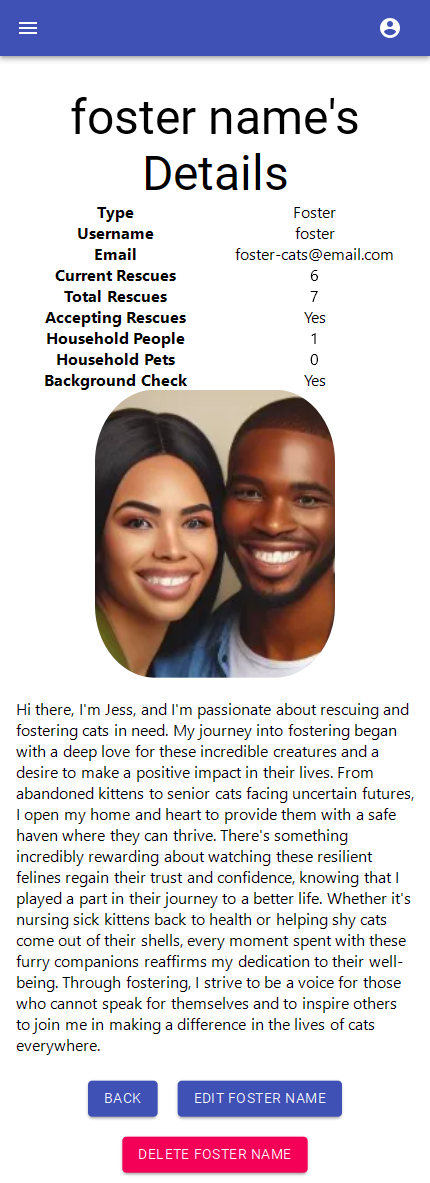 foster name's
Details
Type Foster
Username foster
Email foster-cats@email.com
Current Rescues 6
Total Rescues 7
Accepting Rescues Yes
Household People 1
Household Pets 0
Background Check Yes
Hi there, I'm Jess, and I'm passionate about rescuing and
fostering cats in need. My journey into fostering began
with a deep love for these incredible creatures and a
desire to make a positive impact in their lives. From
abandoned kittens to senior cats facing uncertain futures,
I open my home and heart to provide them with a safe
haven where they can thrive. There's something
incredibly rewarding about watching these resilient
felines regain their trust and confidence, knowing that I
played a part in their journey to a better life. Whether it's
nursing sick kittens back to health or helping shy cats
come out of their shells, every moment spent with these
furry companions reaffirms my dedication to their well-
being. Through fostering, I strive to be a voice for those
who cannot speak for themselves and to inspire others
to join me in making a difference in the lives of cats
everywhere.
BACK EDIT FOSTER NAME
DELETE FOSTER NAME